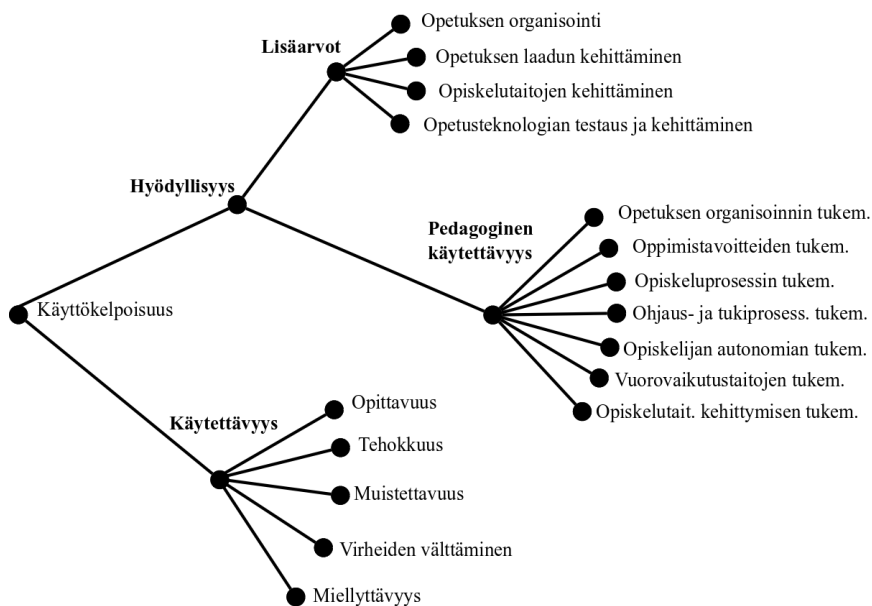 Opetuksen organisointi
Lisäarvot
Opetuksen laadun kehittäminen
Opiskelutaitojen kehittäminen
Opetusteknologian testaus ja kehittäminen
Hyödyllisyys
Pedagoginen
käytettävyys
Opetuksen organisoinnin tukem.
Oppimistavoitteiden tukem.
Opiskeluprosessin tukem.
Ohjaus- ja tukiprosess. tukem.
Opiskelijan autonomian tukem.
Vuorovaikutustaitojen tukem.
Opiskelutait. kehittymisen tukem.
Käyttökelpoisuus
Käytettävyys
Opittavuus
Tehokkuus
Muistettavuus
Virheiden välttäminen
Miellyttävyys